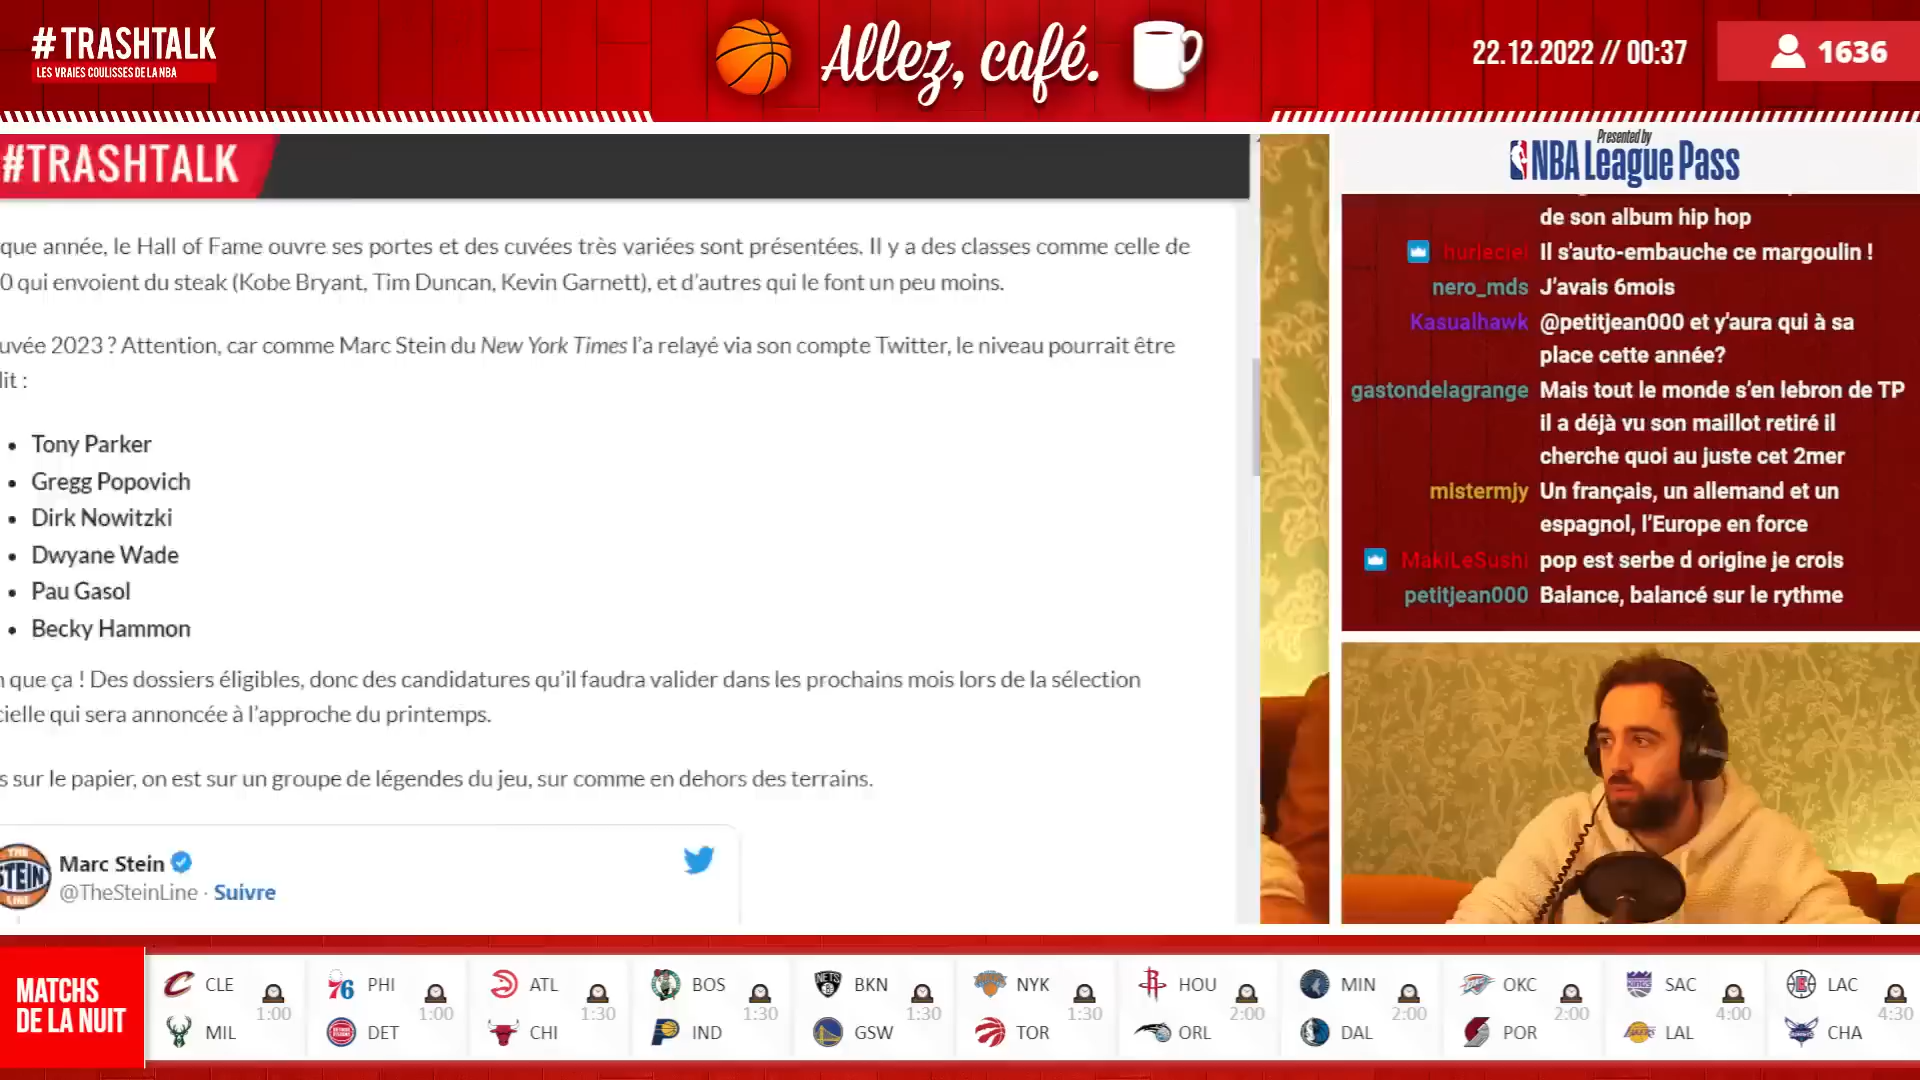 #TRASHTALK
LES VRAIES COULISSES DE LA NBA
Allez, café.
22.12.2022 // 00:37
1636
#TRASHTALK
que année, le Hall of Fame ouvre ses portes et des cuvées très variées sont présentées. Il y a des classes comme celle de
0 qui envoient du steak (Kobe Bryant, Tim Duncan, Kevin Garnett), et d'autres qui le font un peu moins.
uvée 2023 ? Attention, car comme Marc Stein du New York Times l'a relayé via son compte Twitter, le niveau pourrait être
lit :
• Tony Parker
• Gregg Popovich
• Dirk Nowitzki
• Dwyane Wade
• Pau Gasol
• Becky Hammon
n que ça ! Des dossiers éligibles, donc des candidatures qu'il faudra valider dans les prochains mois lors de la sélection
cielle qui sera annoncée à l'approche du printemps.
s sur le papier, on est sur un groupe de légendes du jeu, sur comme en dehors des terrains.
THE
STEIN
LINE
Marc Stein
@TheSteinLine · Suivre
Presented by
NBA League Pass
de son album hip hop
hurleciel Il s'auto-embauche ce margoulin !
nero_mds J'avais 6mois
Kasualhawk @petitjean000 et y'aura qui à sa
place cette année?
gastondelagrange Mais tout le monde s'en lebron de TP
il a déjà vu son maillot retiré il
cherche quoi au juste cet 2mer
mistermjy Un français, un allemand et un
espagnol, l'Europe en force
MakiLeSushi pop est serbe d origine je crois
petitjean000 Balance, balancé sur le rythme
MATCHS
DE LA NUIT
CLE
MIL
1:00
PHI
DET
1:00
ATL
CHI
1:30
BOS
IND
1:30
BKN
GSW
1:30
NYK
TOR
1:30
HOU
ORL
2:00
MIN
DAL
2:00
OKC
POR
2:00
SAC
LAL
4:00
LAC
CHA
4:30